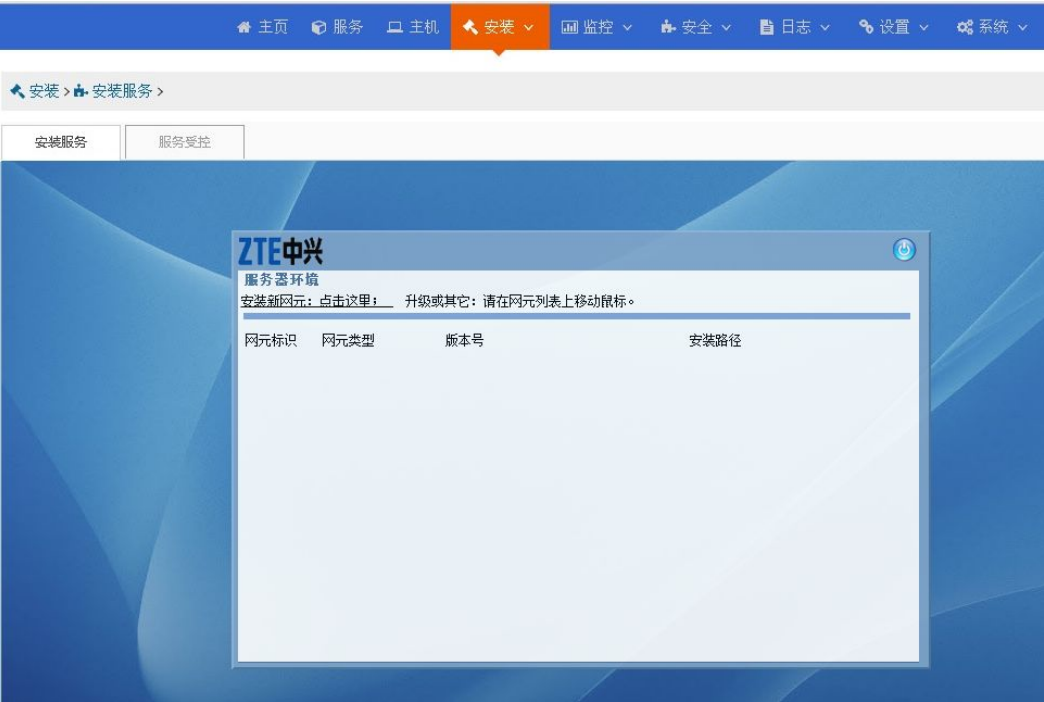 主页 服务 主机 安装 监控 安全 日志 设置 系统
安装 > 安装服务 >
安装服务 服务受控
ZTE中兴
服务器环境
安装新网元：点击这里； 升级或其它：请在网元列表上移动鼠标。
网元标识 网元类型 版本号 安装路径